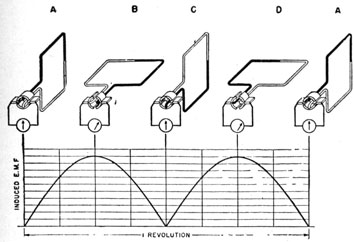 A B C D A
INDUCED E.M.F
1 REVOLUTION